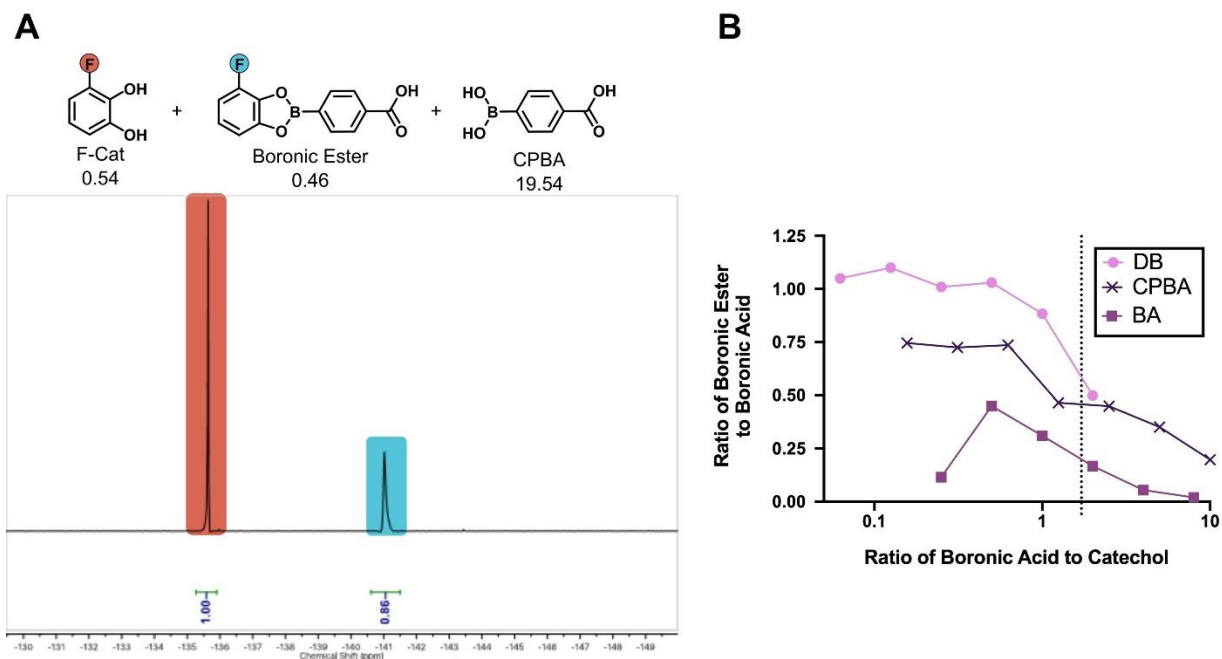 A
F
OH
OH
+
F
O
B
O
OH
O
+
HO
B
HO
OH
O
F-Cat
0.54
Boronic Ester
0.46
CPBA
19.54
1.00
0.86
-130 -131 -132 -133 -134 -135 -136 -137 -138 -139 -140 -141 -142 -143 -144 -145 -146 -147 -148 -149
Chemical Shift (ppm)
B
1.25
1.00
0.75
0.50
0.25
0.00
Ratio of Boronic Ester
to Boronic Acid
DB
CPBA
BA
0.1 1 10
Ratio of Boronic Acid to Catechol